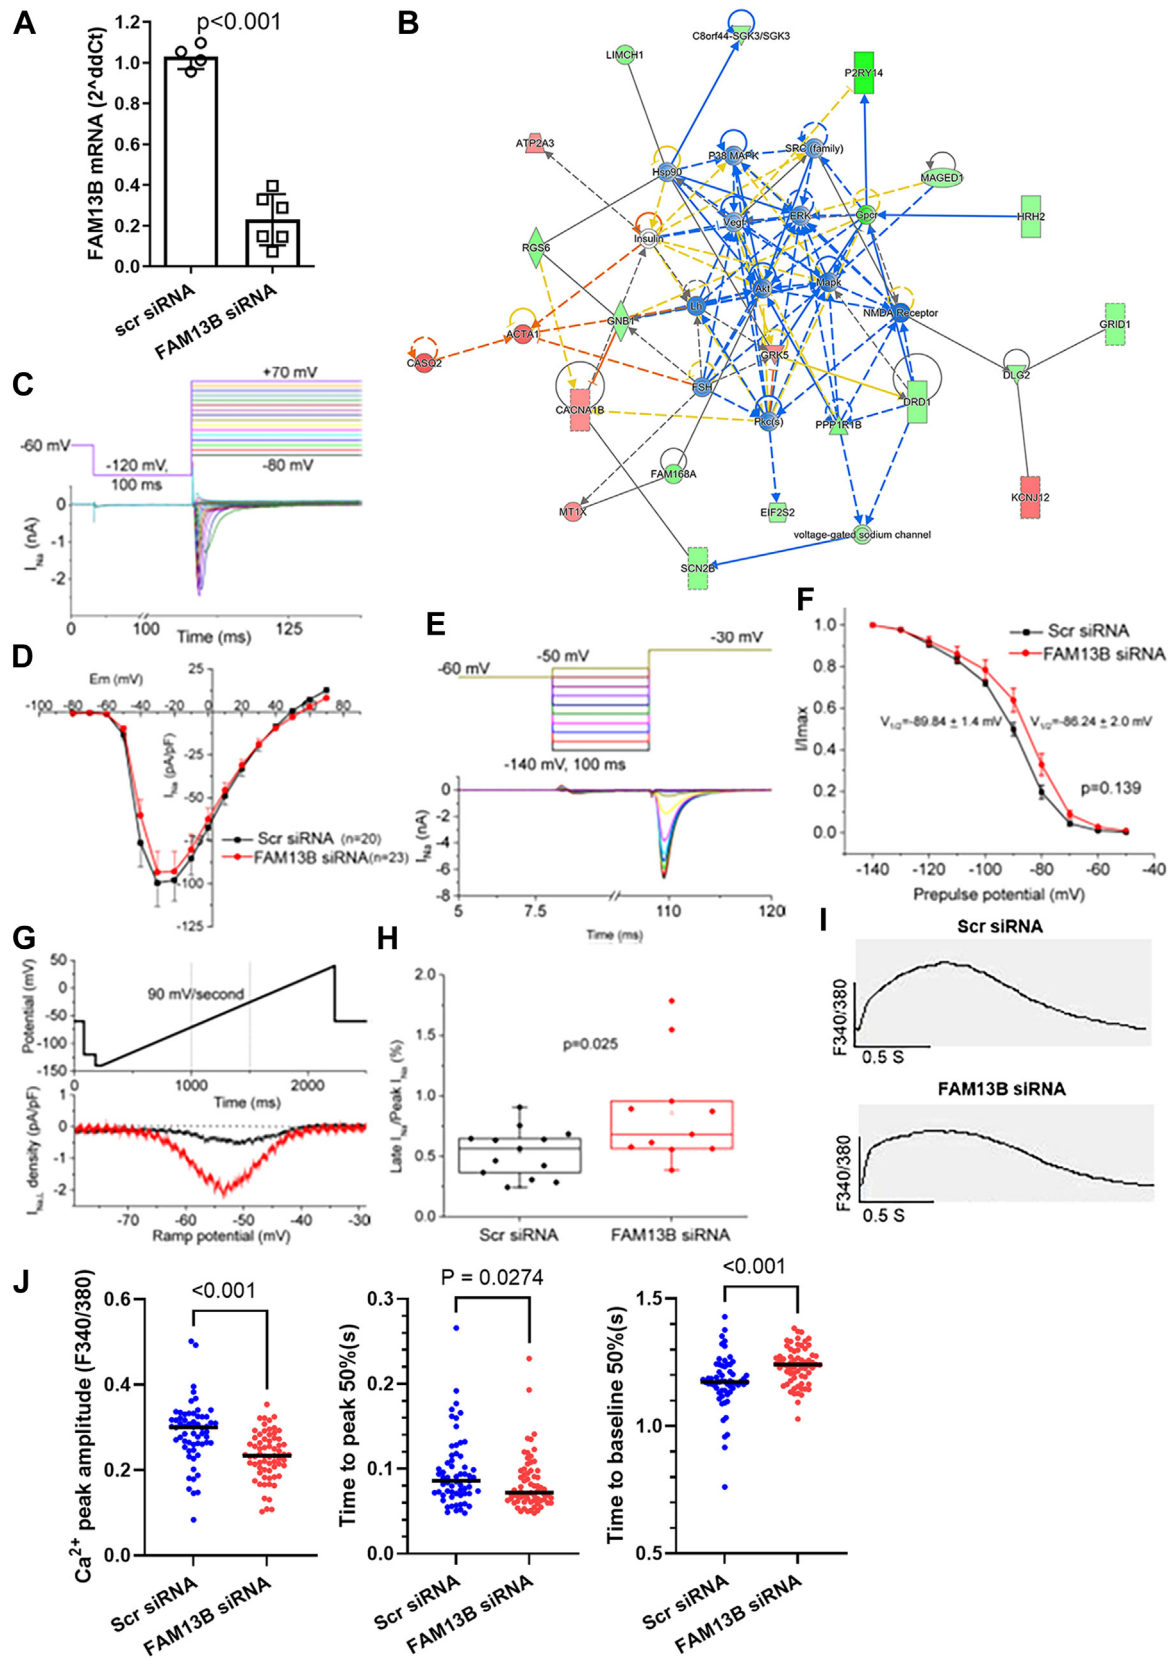 A
p<0.001
FAM13B mRNA (2^ddCt)
1.2
1.0
0.8
0.6
0.4
0.2
0.0
scr siRNA
FAM13B siRNA
B
C8orf44-SGK3/SGK3
LIMCH1
P2RY14
ATP2A3
P38 MAPK
SRC (family)
Hsp90
MAGED1
Vegf
ERK
Gpcr
HRH2
RGS6
Insulin
Akt
Mapk
Lh
NMDA Receptor
GNB1
ACTA1
GRID1
CASQ2
GRK5
DLG2
FSH
CACNA1B
DRD1
Pkc(s)
PPP1R1B
FAM168A
KCNJ12
MT1X
EIF2S2
voltage-gated sodium channel
SCN2B
C
+70 mV
-60 mV
-120 mV,
100 ms
-80 mV
0
-1
-2
I_Na (nA)
0 100 125
Time (ms)
D
Em (mV)
-100 -80 -60 -40 -20 0 20 40 60 80
25
-25
-50
-75
-100
-125
I_Na (pA/pF)
Scr siRNA (n=20)
FAM13B siRNA(n=23)
E
-30 mV
-50 mV
-60 mV
-140 mV, 100 ms
0
-2
-4
-6
-8
I_Na (nA)
5 7.5 110 120
Time (ms)
F
Scr siRNA
FAM13B siRNA
1.0
0.8
0.6
0.4
0.2
0.0
I/Imax
V1/2=-89.84 ± 1.4 mV
V1/2=-86.24 ± 2.0 mV
p=0.139
-140 -120 -100 -80 -60 -40
Prepulse potential (mV)
G
50
0
-50
-100
-150
Potential (mV)
90 mV/second
0 1000 2000
Time (ms)
1
0
-1
-2
I_Na,L density (pA/pF)
-70 -60 -50 -40 -30
Ramp potential (mV)
H
2.0
1.5
1.0
0.5
0.0
Late I_Na/Peak I_Na (%)
p=0.025
Scr siRNA
FAM13B siRNA
I
Scr siRNA
F340/380
0.5 S
FAM13B siRNA
F340/380
0.5 S
J
<0.001
Ca2+ peak amplitude (F340/380)
0.6
0.4
0.2
0.0
Scr siRNA
FAM13B siRNA
P = 0.0274
Time to peak 50%(s)
0.3
0.2
0.1
0.0
Scr siRNA
FAM13B siRNA
<0.001
Time to baseline 50%(s)
1.5
1.0
0.5
Scr siRNA
FAM13B siRNA